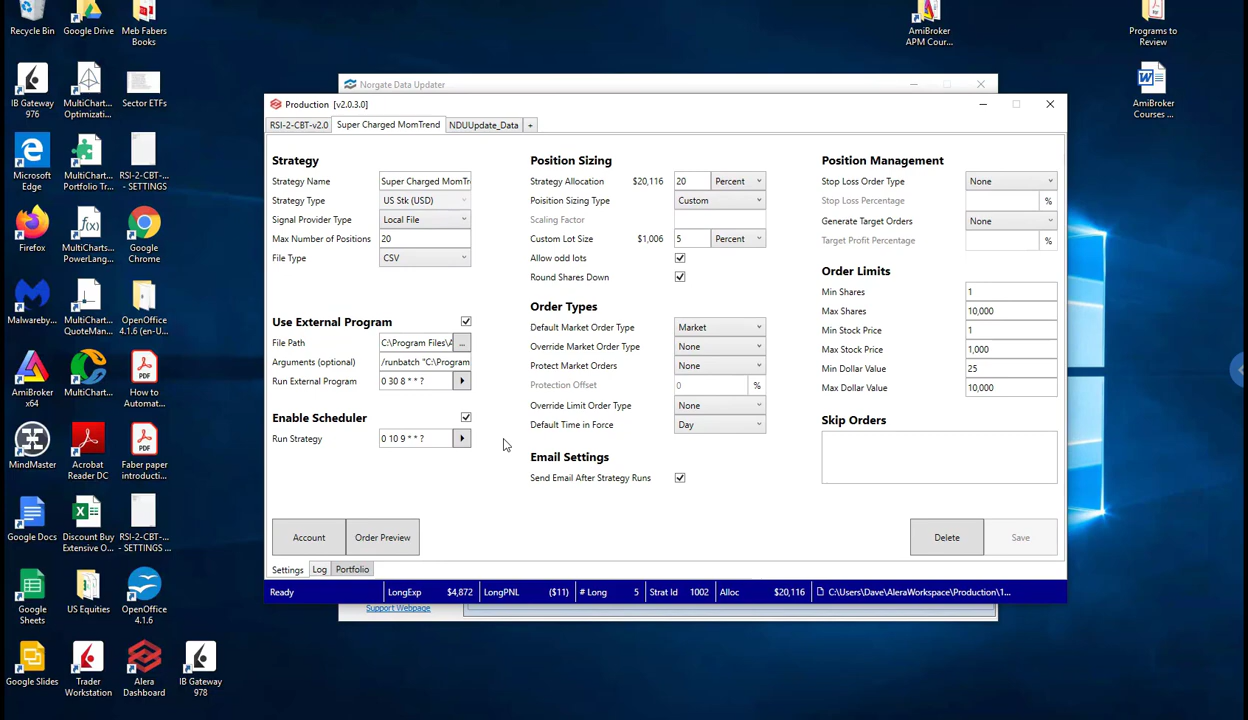 Recycle Bin
Google Drive
Meb Fabers
Books
AmiBroker
APM Cour...
Programs to
Review
IB Gateway
976
MultiChart...
Optimizati...
Sector ETFs
AmiBroker
Courses ...
Microsoft
Edge
MultiCharts
Portfolio Tr...
RSI-2-CBT-...
- SETTINGS
Firefox
MultiCharts
PowerLang...
Google
Chrome
Malwareby...
MultiCharts
QuoteMan...
OpenOffice
4.1.6 (en-U...
AmiBroker
x64
MultiChart...
How to
Automat...
MindMaster
Acrobat
Reader DC
Faber paper
introducti...
Google Docs
Discount Buy
Extensive O...
RSI-2-CBT-...
- SETTINGS ...
Google
Sheets
US Equities
OpenOffice
4.1.6
Google Slides
Trader
Workstation
Alera
Dashboard
IB Gateway
978
Norgate Data Updater
Production [v2.0.3.0]
RSI-2-CBT-v2.0
Super Charged MomTrend
NDUUpdate_Data
+
Strategy
Strategy Name Super Charged MomTr
Strategy Type US Stk (USD)
Signal Provider Type Local File
Max Number of Positions 20
File Type CSV
Use External Program
File Path C:\Program Files\A ...
Arguments (optional) /runbatch "C:\Program
Run External Program 0 30 8 * * ?
Enable Scheduler
Run Strategy 0 10 9 * * ?
Position Sizing
Strategy Allocation $20,116 20 Percent
Poisition Sizing Type Custom
Scaling Factor
Custom Lot Size $1,006 5 Percent
Allow odd lots
Round Shares Down
Order Types
Default Market Order Type Market
Override Market Order Type None
Protect Market Orders None
Protection Offset 0 %
Override Limit Order Type None
Default Time in Force Day
Email Settings
Send Email After Strategy Runs
Position Management
Stop Loss Order Type None
Stop Loss Percentage %
Generate Target Orders None
Target Profit Percentage %
Order Limits
Min Shares 1
Max Shares 10,000
Min Stock Price 1
Max Stock Price 1,000
Min Dollar Value 25
Max Dollar Value 10,000
Skip Orders
Account
Order Preview
Delete
Save
Settings
Log
Portfolio
Ready LongExp $4,872 LongPNL ($11) # Long 5 Strat Id 1002 Alloc $20,116 C:\Users\Dave\AleraWorkspace\Production\1...
Support Webpage